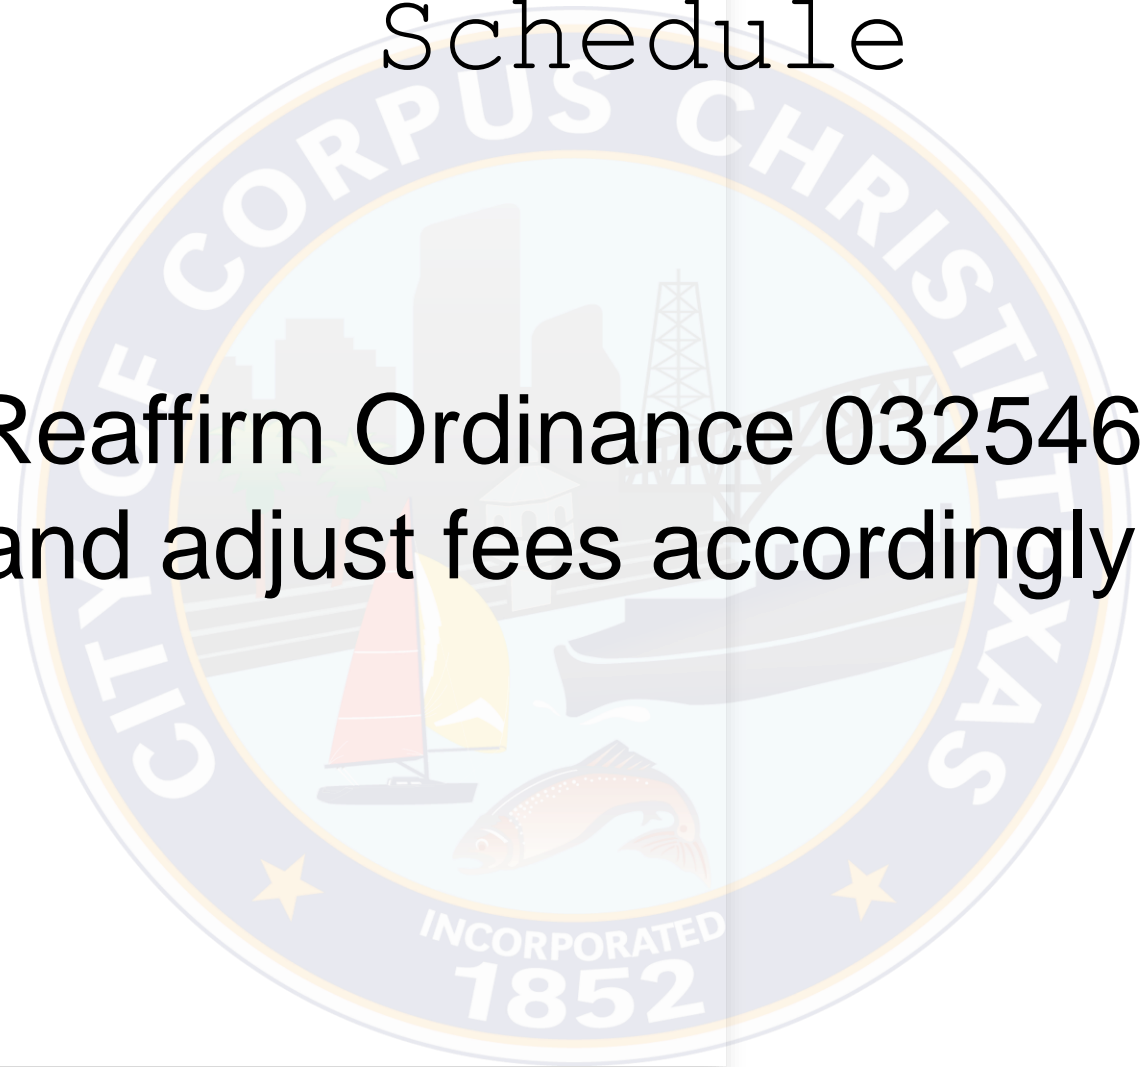 Schedule
Reaffirm Ordinance 032546
and adjust fees accordingly
CITY OF CORPUS CHRISTI TEXAS
INCORPORATED
1852